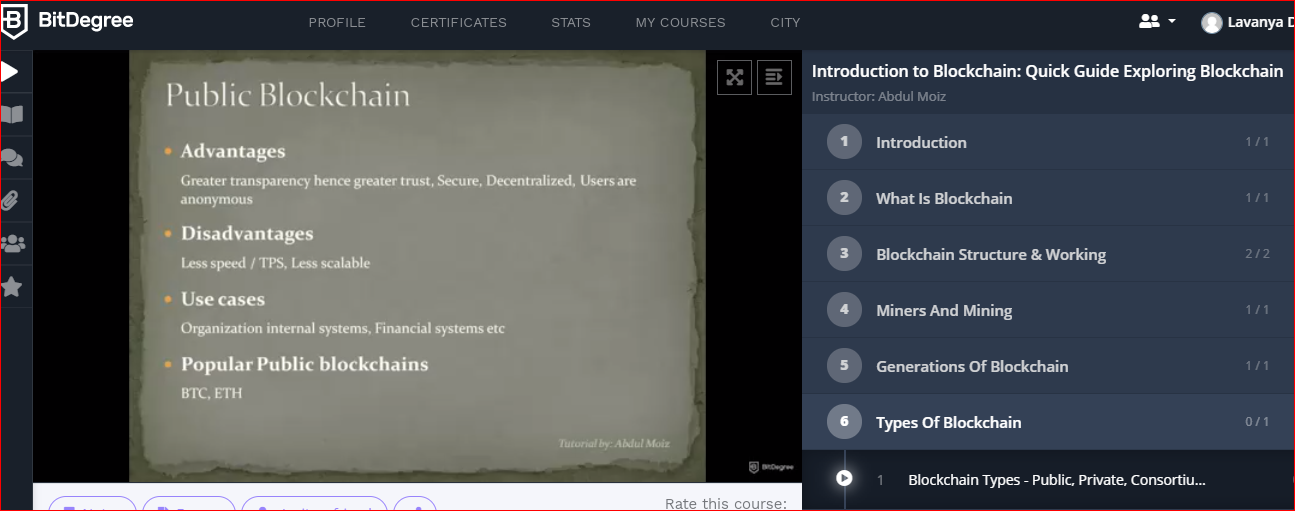 BitDegree
PROFILE
CERTIFICATES
STATS
MY COURSES
CITY
Lavanya D
Public Blockchain
Advantages
Greater transparency hence greater trust, Secure, Decentralized, Users are
anonymous
Disadvantages
Less speed / TPS, Less scalable
Use cases
Organization internal systems, Financial systems etc
Popular Public blockchains
BTC, ETH
Tutorial by: Abdul Moiz
BitDegree
Rate this course:
Introduction to Blockchain: Quick Guide Exploring Blockchain
Instructor: Abdul Moiz
1 Introduction 1 / 1
2 What Is Blockchain 1 / 1
3 Blockchain Structure & Working 2 / 2
4 Miners And Mining 1 / 1
5 Generations Of Blockchain 1 / 1
6 Types Of Blockchain 0 / 1
1 Blockchain Types - Public, Private, Consortiu...